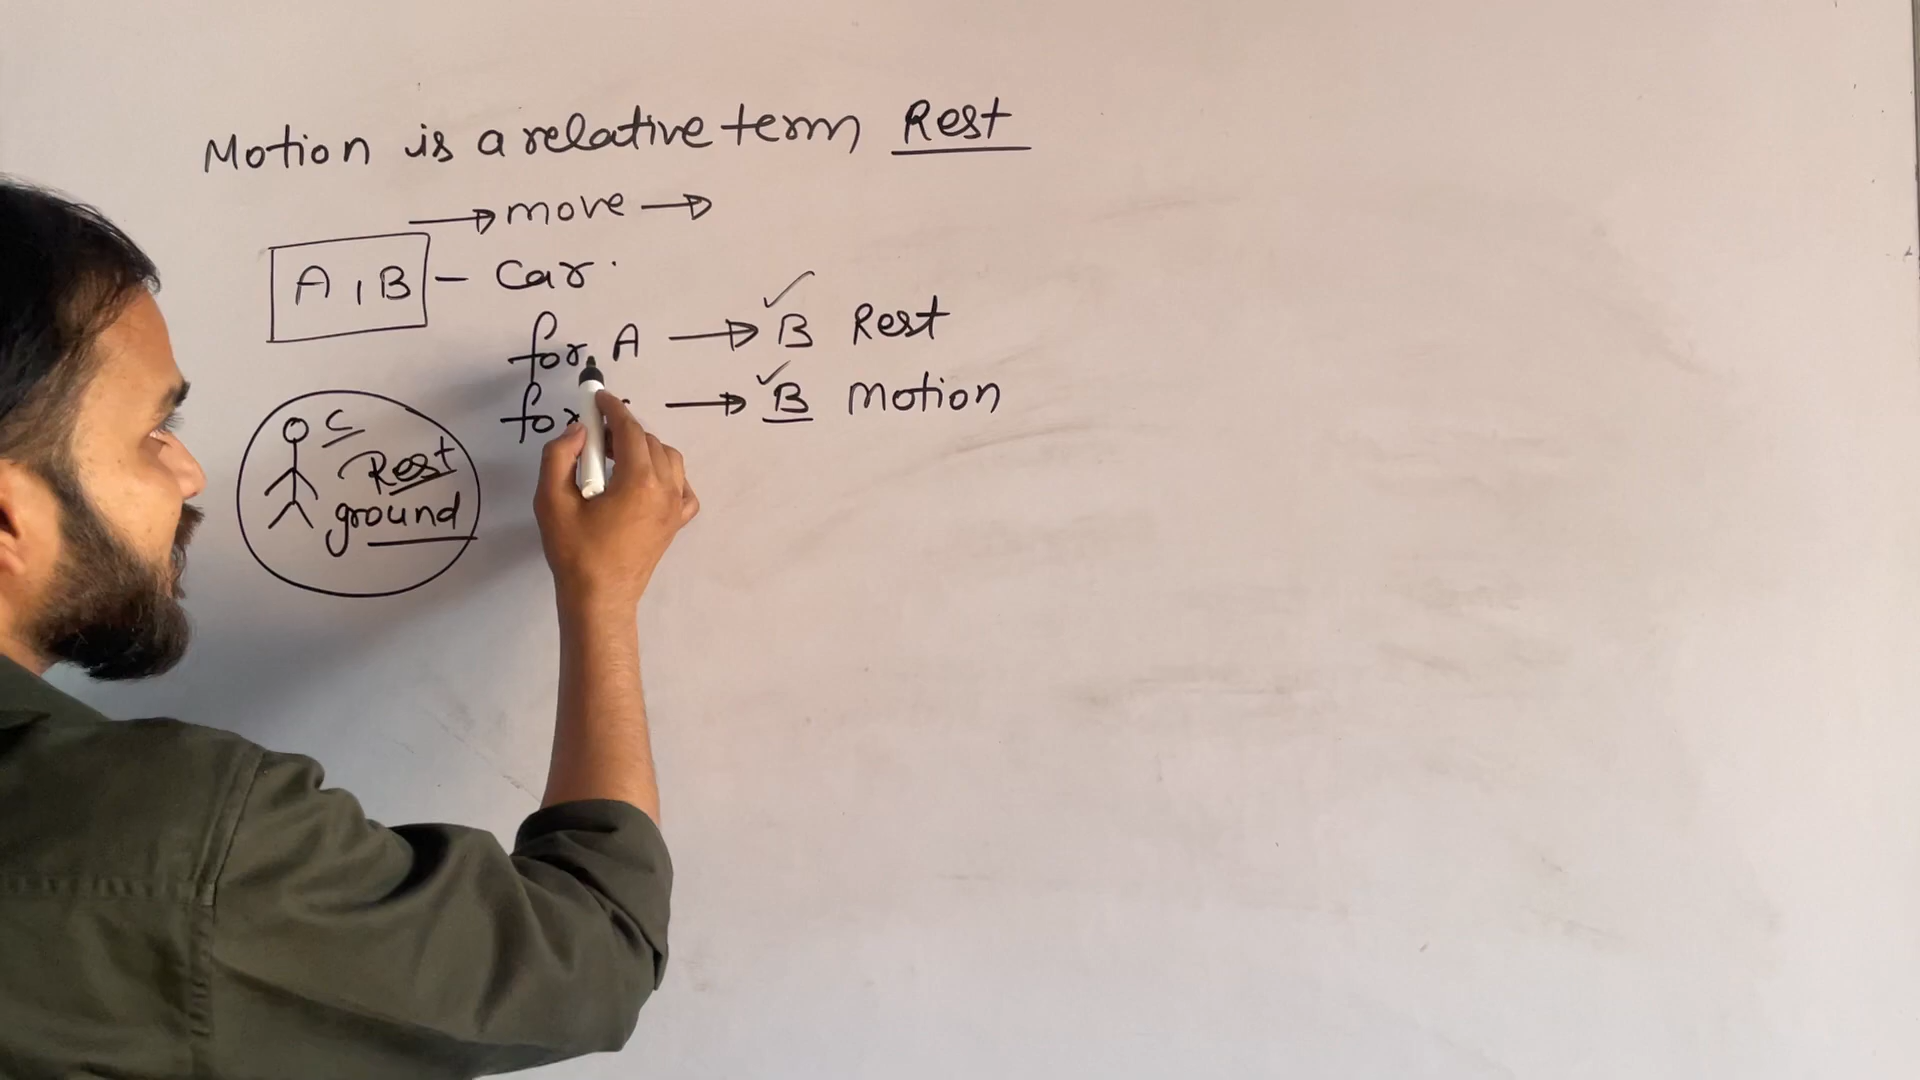 Motion is a relative term Rest
→ move →
A, B - Car.
for A → ✓ B Rest
for → ✓ B Motion
C
Rest
ground